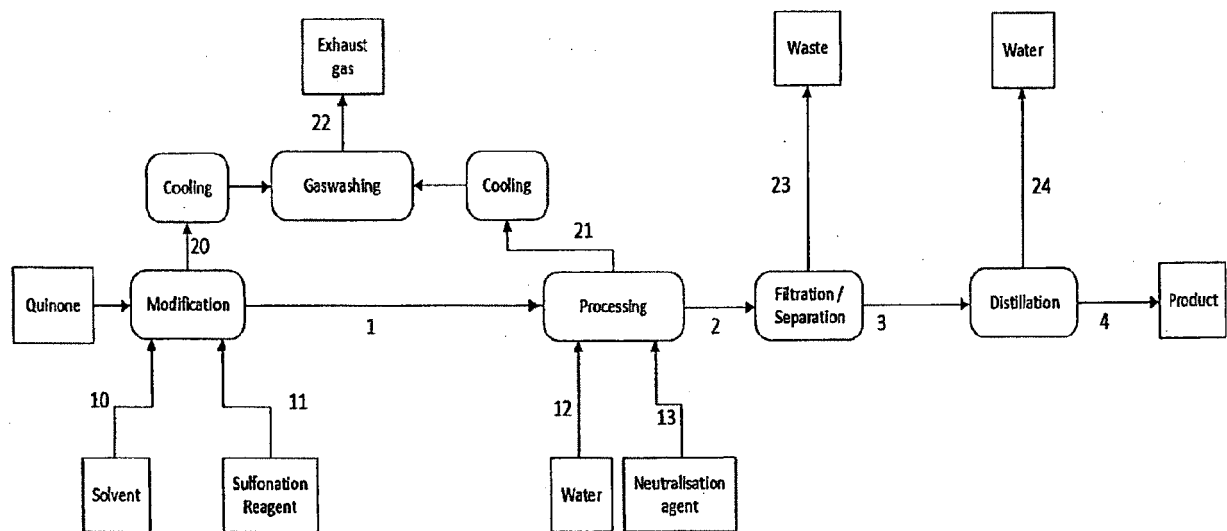 Exhaust
gas
Waste
Water
22
Cooling
Gaswashing
Cooling
23
24
20
21
Quinone
Modification
Processing
Filtration /
Separation
Distillation
Product
1
2
3
4
10
11
12
13
Solvent
Sulfonation
Reagent
Water
Neutralisation
agent